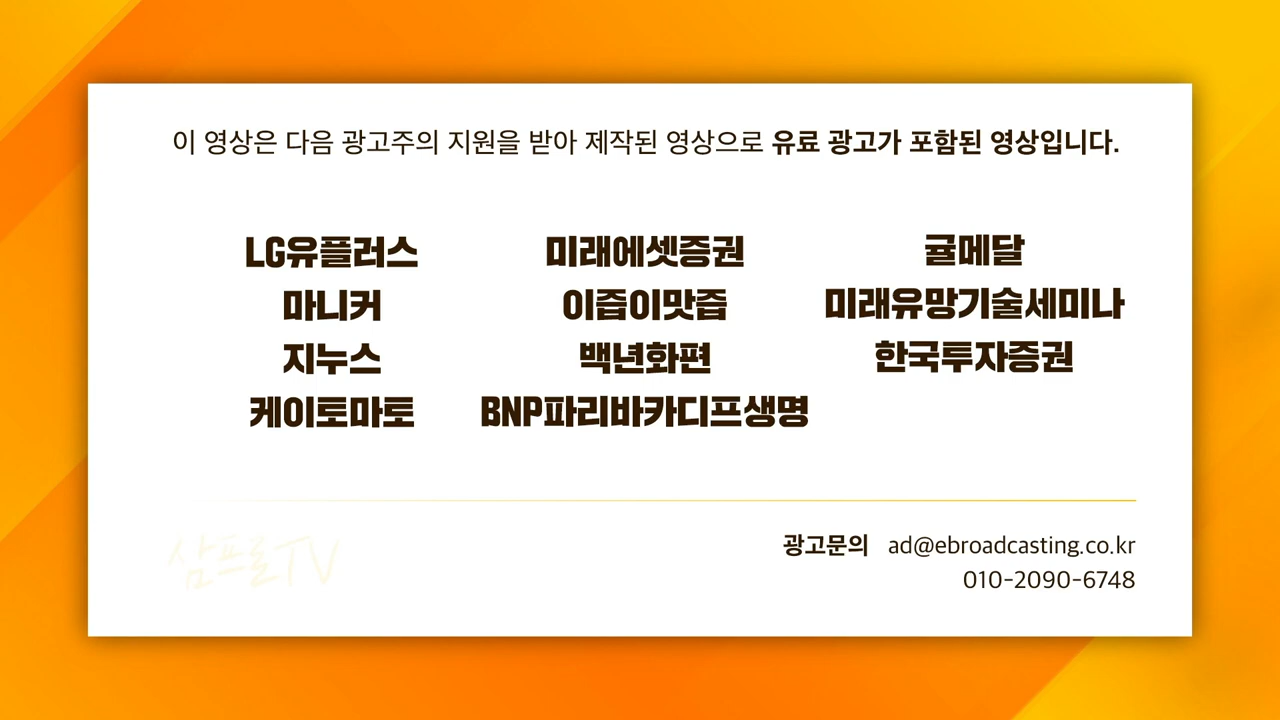 이 영상은 다음 광고주의 지원을 받아 제작된 영상으로 유료 광고가 포함된 영상입니다.
LG유플러스 미래에셋증권 귤메달
마니커 이즙이맛즙 미래유망기술세미나
지누스 백년화편 한국투자증권
케이토마토 BNP파리바카디프생명
삼프로TV
광고문의 ad@ebroadcasting.co.kr
010-2090-6748